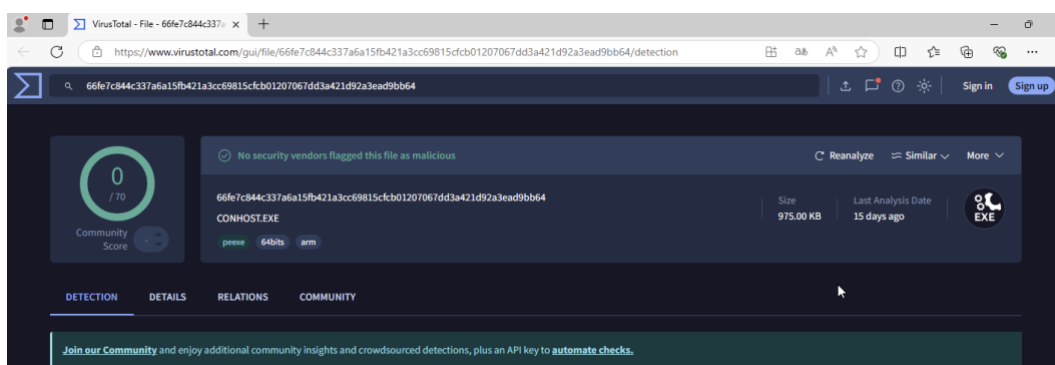 VirusTotal - File - 66fe7c844c337a
https://www.virustotal.com/gui/file/66fe7c844c337a6a15fb421a3cc69815cfcb01207067dd3a421d92a3ead9bb64/detection
66fe7c844c337a6a15fb421a3cc69815cfcb01207067dd3a421d92a3ead9bb64
Sign in
Sign up
0
/ 70
Community
Score
No security vendors flagged this file as malicious
Reanalyze
Similar
More
66fe7c844c337a6a15fb421a3cc69815cfcb01207067dd3a421d92a3ead9bb64
CONHOST.EXE
peexe
64bits
arm
Size
975.00 KB
Last Analysis Date
15 days ago
EXE
DETECTION
DETAILS
RELATIONS
COMMUNITY
Join our Community and enjoy additional community insights and crowdsourced detections, plus an API key to automate checks.